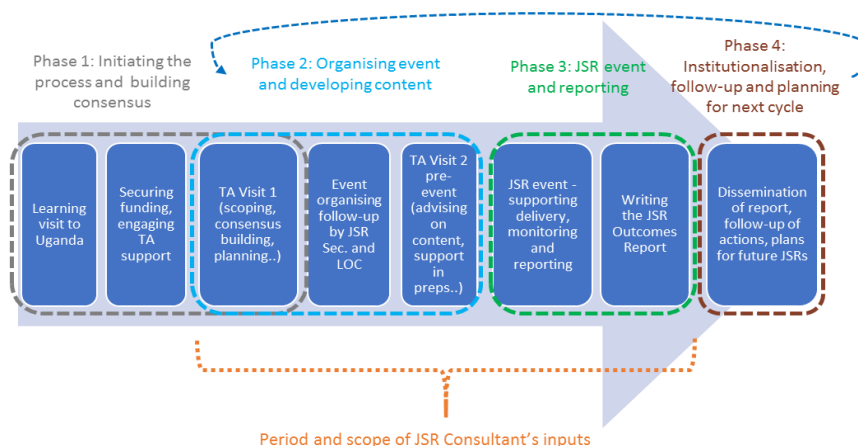 Phase 1: Initiating the
process and building
consensus
Phase 2: Organising event
and developing content
Phase 3: JSR event
and reporting
Phase 4:
Institutionalisation,
follow-up and planning
for next cycle
Learning
visit to
Uganda
Securing
funding,
engaging
TA
support
TA Visit 1
(scoping,
consensus
building,
planning..)
Event
organising
follow-up
by JSR
Sec. and
LOC
TA Visit 2
pre-
event
(advising
on
content,
support
in
preps..)
JSR event -
supporting
delivery,
monitoring
and
reporting
Writing
the JSR
Outcomes
Report
Dissemination
of report,
follow-up of
actions, plans
for future JSRs
Period and scope of JSR Consultant's inputs